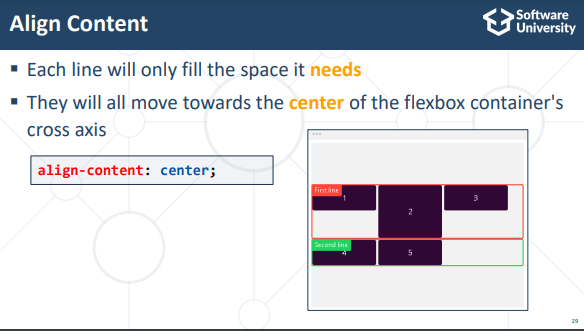 Align Content
Software
University
▪ Each line will only fill the space it needs
▪ They will all move towards the center of the flexbox container's
cross axis
align-content: center;
First line
1
2
3
Second line
4
5
29